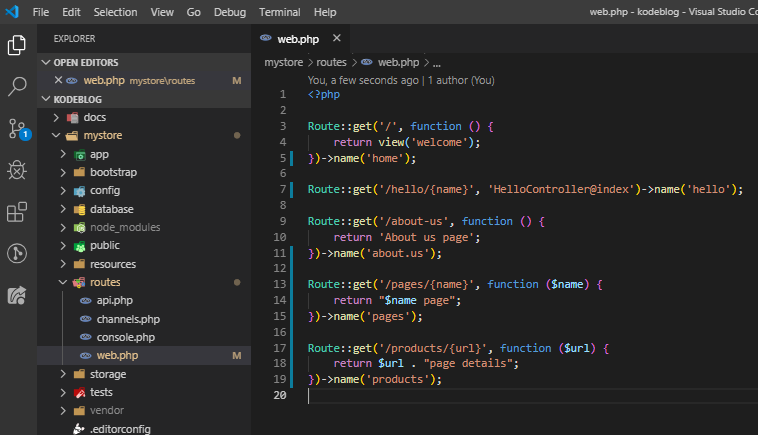 File Edit Selection View Go Debug Terminal Help web.php - kodeblog - Visual Studio Co
EXPLORER
OPEN EDITORS
web.php mystore\routes M
KODEBLOG
docs
mystore
app
bootstrap
config
database
node_modules
public
resources
routes
api.php
channels.php
console.php
web.php M
storage
tests
vendor
.editorconfig
1
web.php
mystore > routes > web.php > ...
You, a few seconds ago | 1 author (You)
1 <?php
2
3 Route::get('/', function () {
4     return view('welcome');
5 })->name('home');
6
7 Route::get('/hello/{name}', 'HelloController@index')->name('hello');
8
9 Route::get('/about-us', function () {
10     return 'About us page';
11 })->name('about.us');
12
13 Route::get('/pages/{name}', function ($name) {
14     return "$name page";
15 })->name('pages');
16
17 Route::get('/products/{url}', function ($url) {
18     return $url . "page details";
19 })->name('products');
20